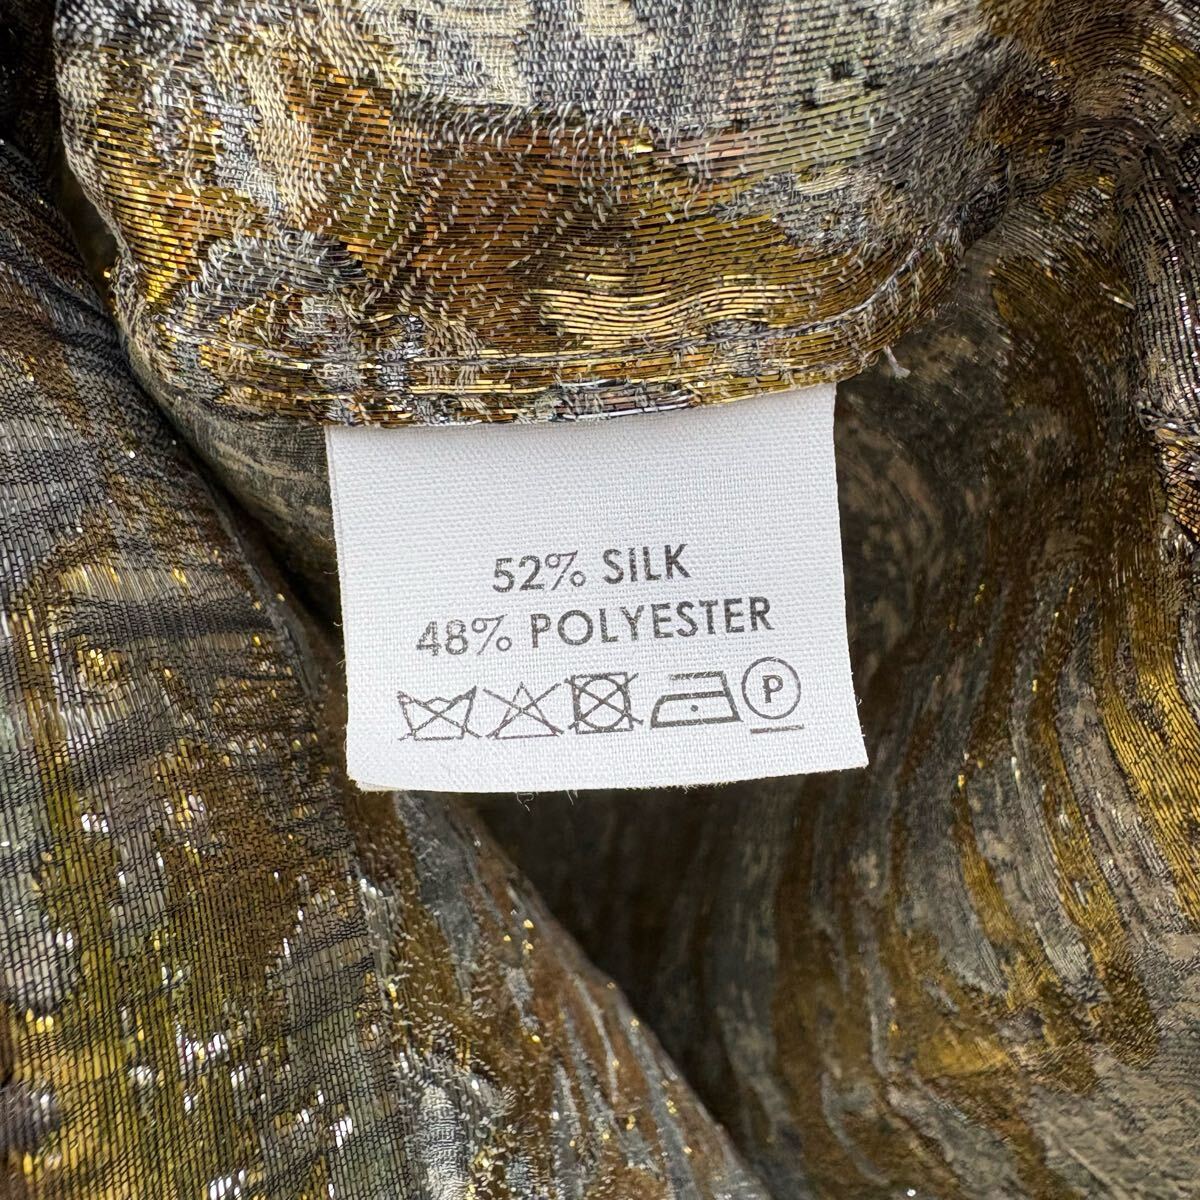 52% SILK
48% POLYESTER
P